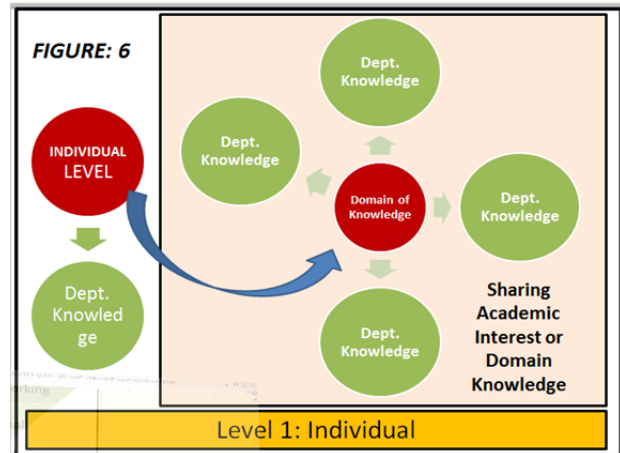 FIGURE: 6
INDIVIDUAL
LEVEL
Dept.
Knowled
ge
Dept.
Knowledge
Dept.
Knowledge
Domain of
Knowledge
Dept.
Knowledge
Dept.
Knowledge
Sharing
Academic
Interest or
Domain
Knowledge
Level 1: Individual